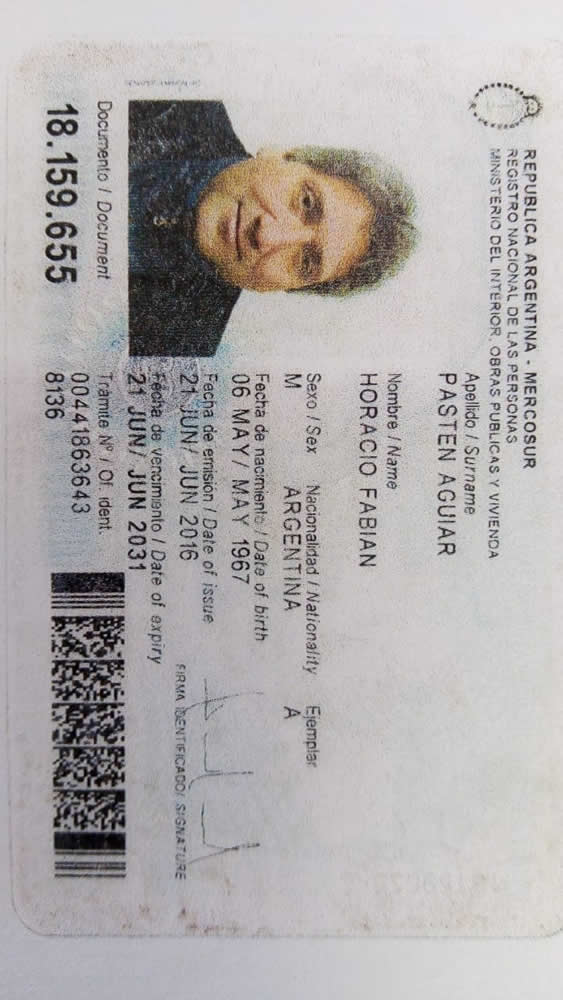 REPUBLICA ARGENTINA - MERCOSUR
REGISTRO NACIONAL DE LAS PERSONAS
MINISTERIO DEL INTERIOR, OBRAS PUBLICAS Y VIVIENDA
Apellido / Surname
PASTEN AGUIAR
Nombre / Name
HORACIO FABIAN
Sexo / Sex Nacionalidad / Nationality Ejemplar
M ARGENTINA A
Fecha de nacimiento / Date of birth
06 MAY/ MAY 1967
Fecha de emisión / Date of issue
21 JUN/ JUN 2016
Fecha de vencimiento / Date of expiry
21 JUN/ JUN 2031
FIRMA IDENTIFICADO/ SIGNATURE
Documento / Document
18.159.655
Trámite N° / Of. ident.
00441863643
8136